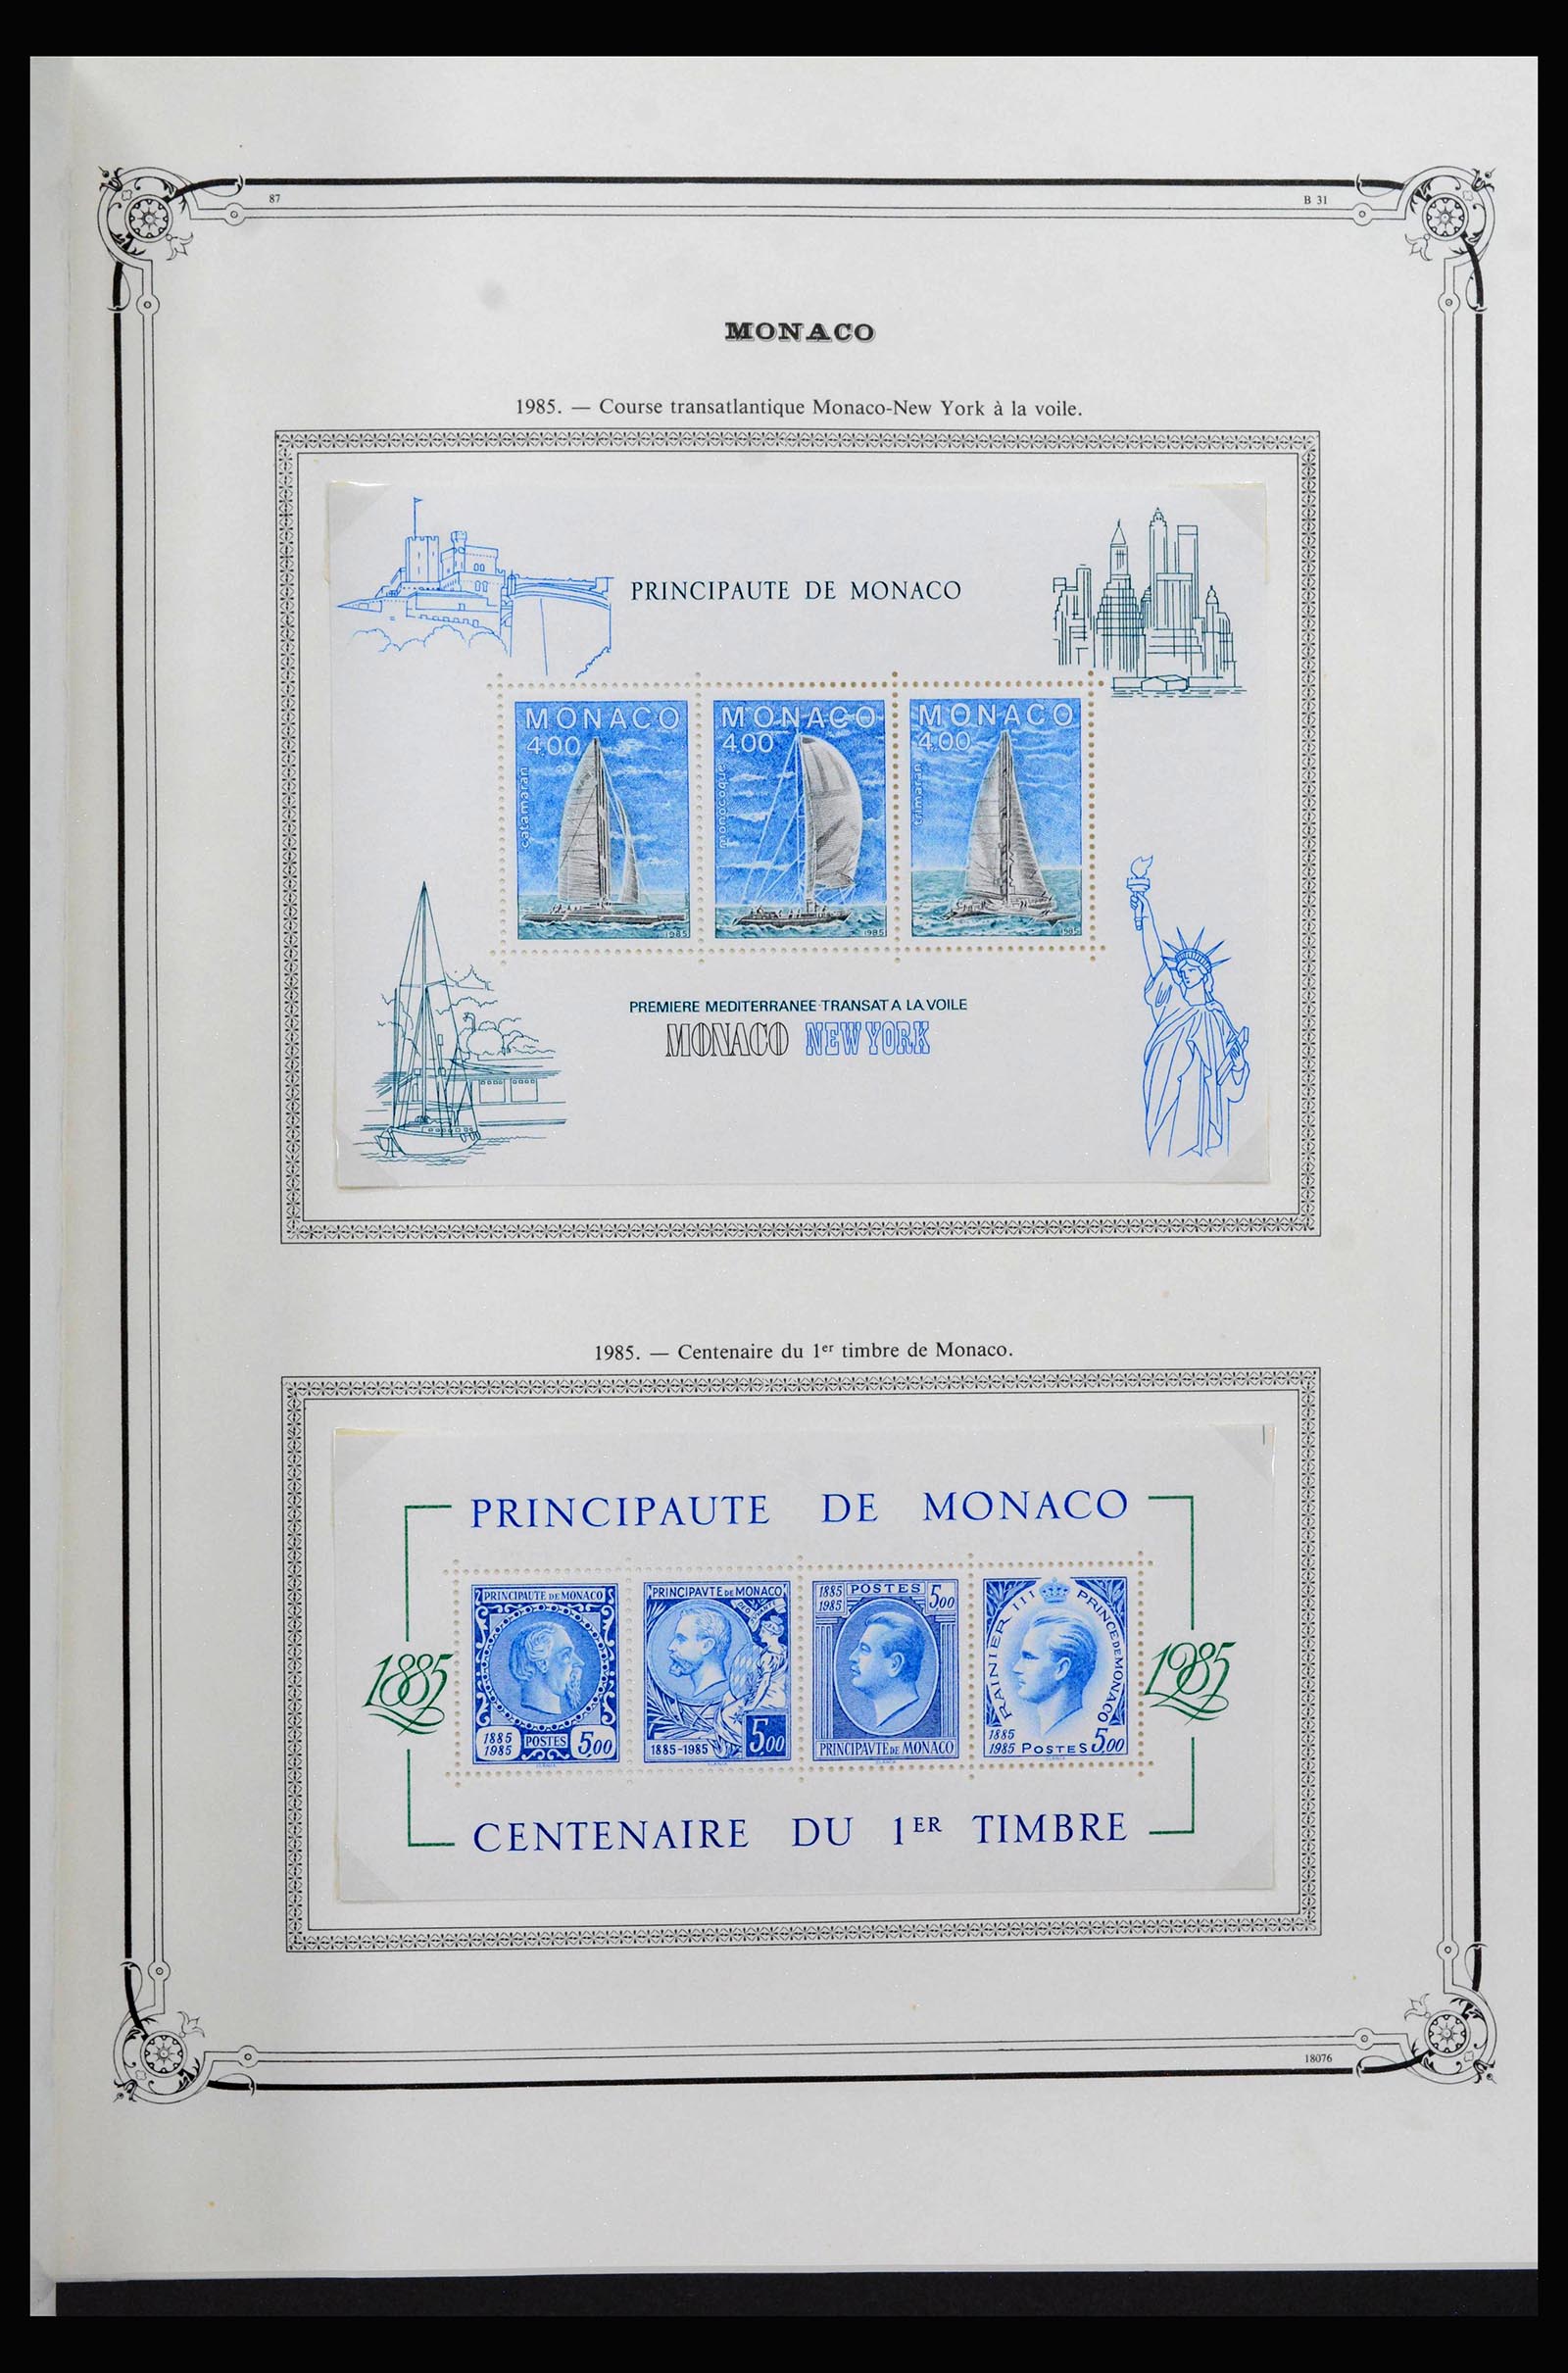 87
B 31
MONACO
1985. — Course transatlantique Monaco-New York à la voile.
PRINCIPAUTE DE MONACO
MONACO
4.00
catamaran
1985
MONACO
4.00
monocoque
1985
MONACO
4.00
trimaran
1985
PREMIERE MEDITERRANEE-TRANSAT A LA VOILE
MONACO NEW YORK
1985. — Centenaire du 1er timbre de Monaco.
PRINCIPAUTE DE MONACO
1885
PRINCIPAUTE DE MONACO
1885
1985
POSTES
5,00
PRINCIPAVTE DE MONACO
1885-1985
5,00
1885
1985
POSTES
5,00
PRINCIPAVTE DE MONACO
RAINIER III PRINCE DE MONACO
1885
1985 POSTES 5,00
1985
CENTENAIRE DU 1ER TIMBRE
18076